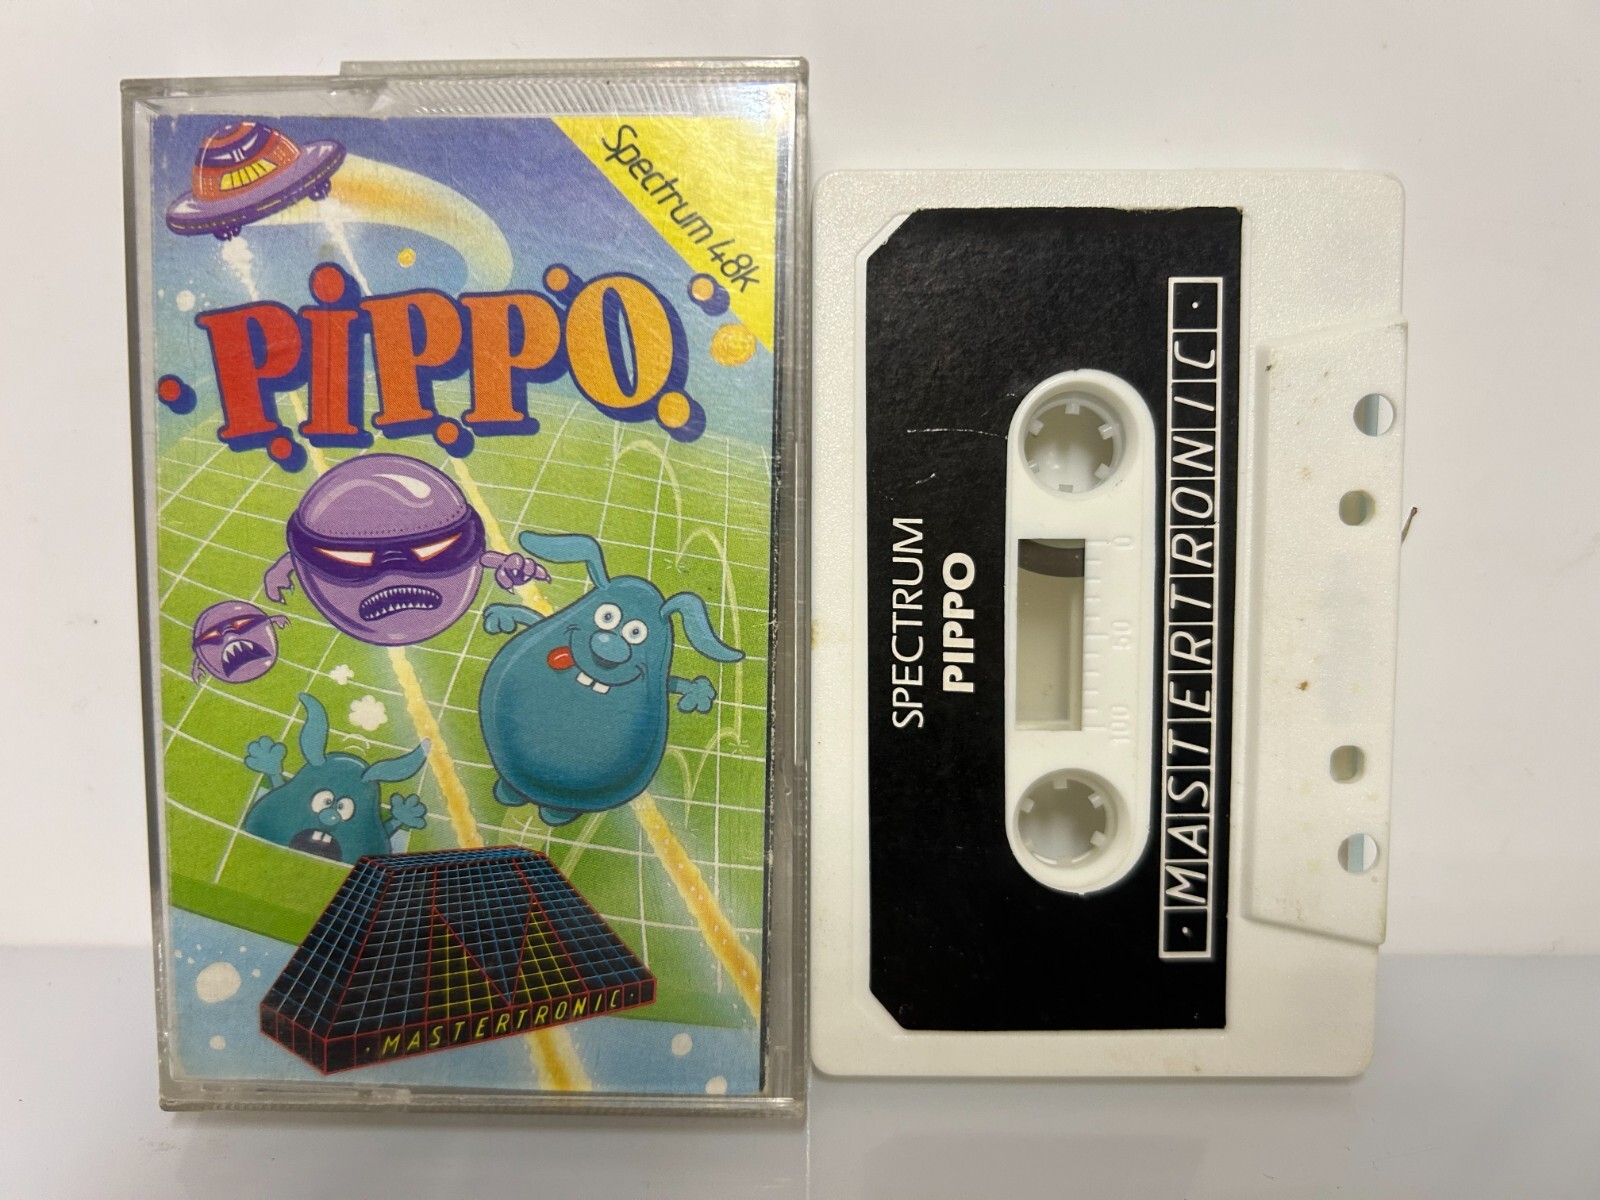 Spectrum 48k
PiPPO
· MASTERTRONIC ·
SPECTRUM
PIPPO
0
50
100
· MASTERTRONIC ·